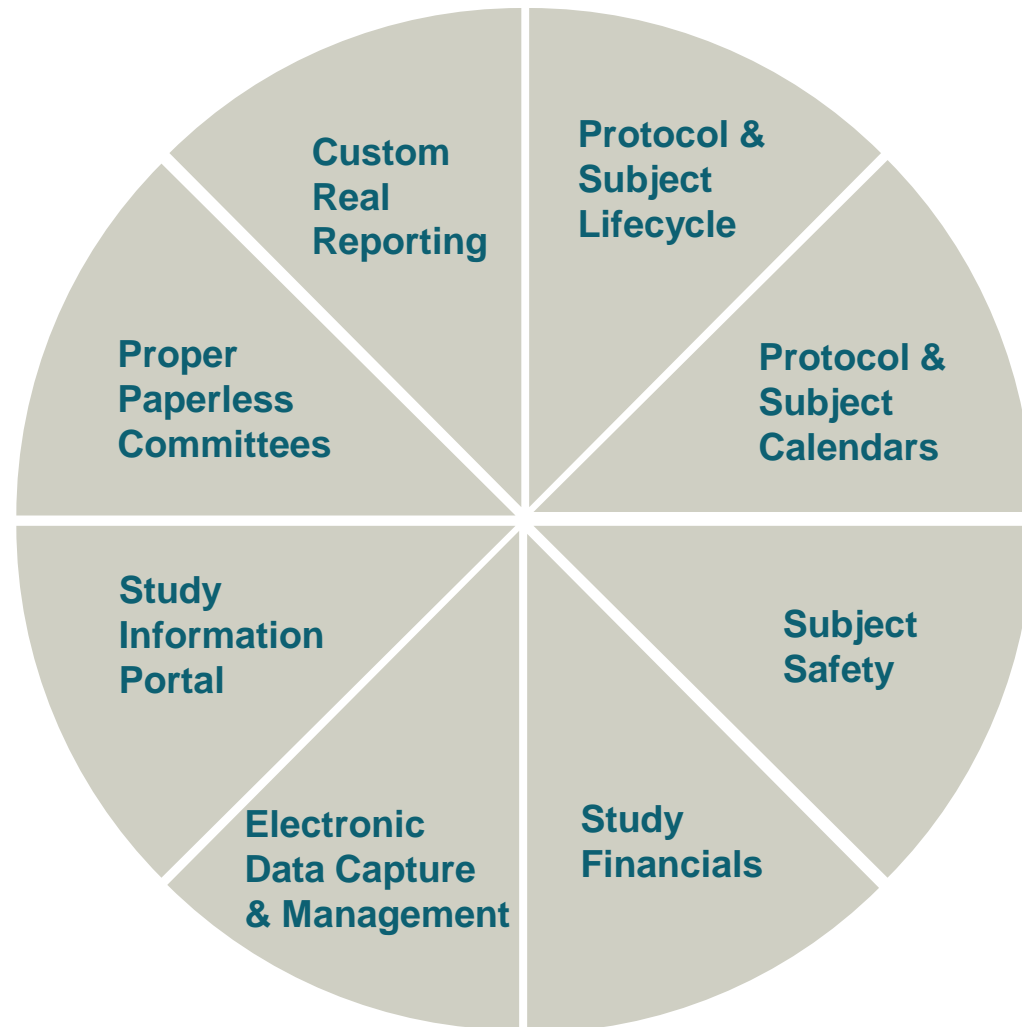 Custom
Real
Reporting
Protocol &
Subject
Lifecycle
Proper
Paperless
Committees
Protocol &
Subject
Calendars
Study
Information
Portal
Subject
Safety
Electronic
Data Capture
& Management
Study
Financials